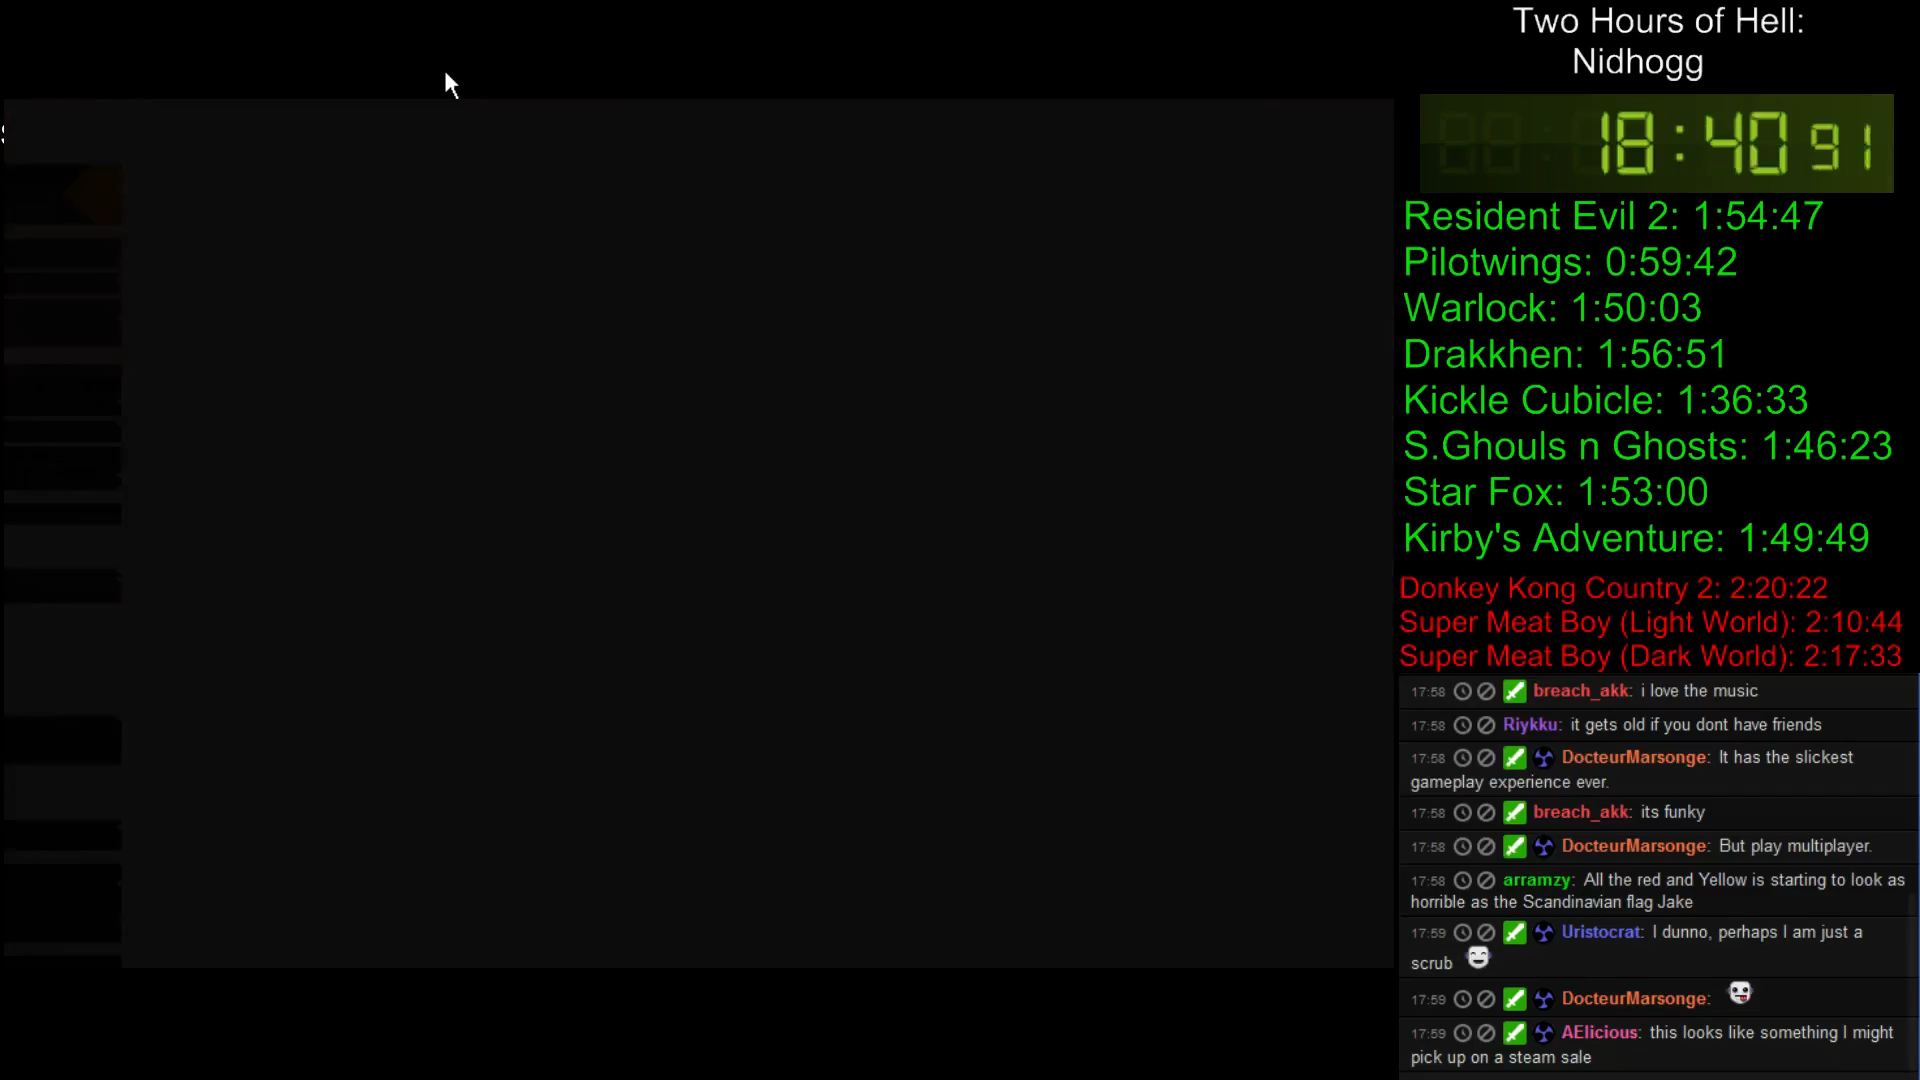 Two Hours of Hell:
Nidhogg
18:40 91
Resident Evil 2: 1:54:47
Pilotwings: 0:59:42
Warlock: 1:50:03
Drakkhen: 1:56:51
Kickle Cubicle: 1:36:33
S.Ghouls n Ghosts: 1:46:23
Star Fox: 1:53:00
Kirby's Adventure: 1:49:49
Donkey Kong Country 2: 2:20:22
Super Meat Boy (Light World): 2:10:44
Super Meat Boy (Dark World): 2:17:33
17:58 breach_akk: i love the music
17:58 Riykku: it gets old if you dont have friends
17:58 DocteurMarsonge: It has the slickest
gameplay experience ever.
17:58 breach_akk: its funky
17:58 DocteurMarsonge: But play multiplayer.
17:58 arramzy: All the red and Yellow is starting to look as
horrible as the Scandinavian flag Jake
17:59 Uristocrat: I dunno, perhaps I am just a
scrub
17:59 DocteurMarsonge:
17:59 AElicious: this looks like something I might
pick up on a steam sale